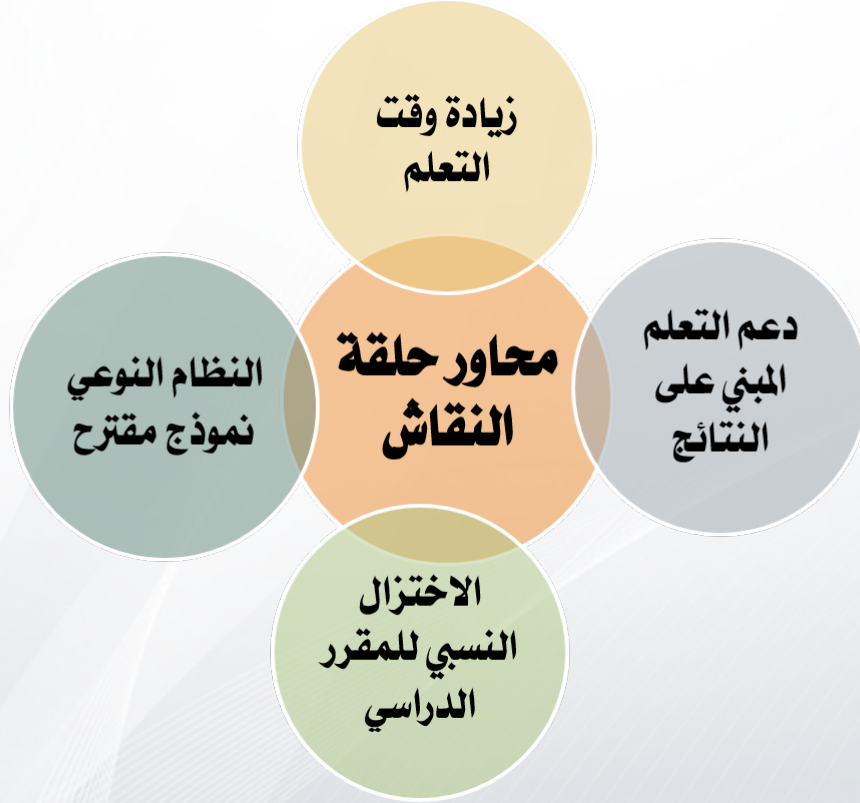 زيادة وقت
التعلم
محاور حلقة
النقاش
دعم التعلم
المبني على
النتائج
النظام النوعي
نموذج مقترح
الاختزال
النسبي للمقرر
الدراسي